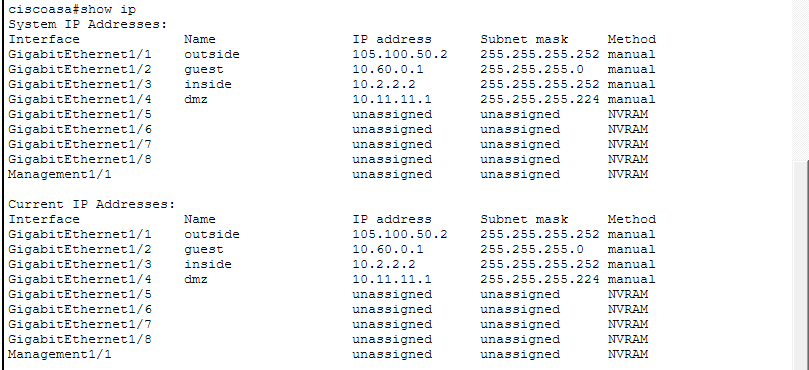 ciscoasa#show ip
System IP Addresses:
Interface Name IP address Subnet mask Method
GigabitEthernet1/1 outside 105.100.50.2 255.255.255.252 manual
GigabitEthernet1/2 guest 10.60.0.1 255.255.255.0 manual
GigabitEthernet1/3 inside 10.2.2.2 255.255.255.252 manual
GigabitEthernet1/4 dmz 10.11.11.1 255.255.255.224 manual
GigabitEthernet1/5 unassigned unassigned NVRAM
GigabitEthernet1/6 unassigned unassigned NVRAM
GigabitEthernet1/7 unassigned unassigned NVRAM
GigabitEthernet1/8 unassigned unassigned NVRAM
Management1/1 unassigned unassigned NVRAM

Current IP Addresses:
Interface Name IP address Subnet mask Method
GigabitEthernet1/1 outside 105.100.50.2 255.255.255.252 manual
GigabitEthernet1/2 guest 10.60.0.1 255.255.255.0 manual
GigabitEthernet1/3 inside 10.2.2.2 255.255.255.252 manual
GigabitEthernet1/4 dmz 10.11.11.1 255.255.255.224 manual
GigabitEthernet1/5 unassigned unassigned NVRAM
GigabitEthernet1/6 unassigned unassigned NVRAM
GigabitEthernet1/7 unassigned unassigned NVRAM
GigabitEthernet1/8 unassigned unassigned NVRAM
Management1/1 unassigned unassigned NVRAM